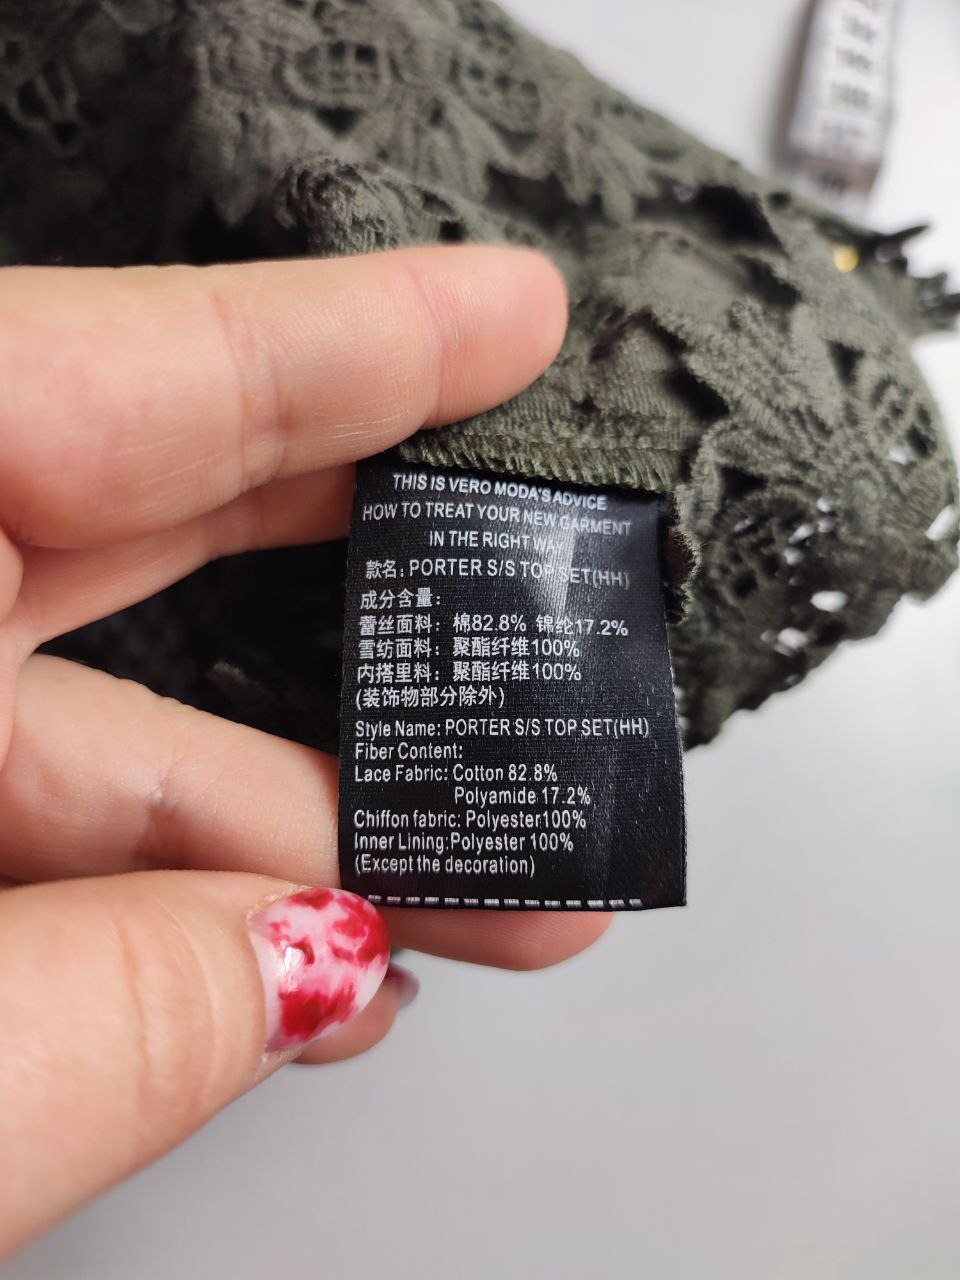 THIS IS VERO MODA'S ADVICE
HOW TO TREAT YOUR NEW GARMENT
IN THE RIGHT WAY
款名: PORTER S/S TOP SET(HH)
成分含量:
蕾丝面料: 棉82.8% 锦纶17.2%
雪纺面料: 聚酯纤维100%
内搭里料: 聚酯纤维100%
(装饰物部分除外)
Style Name: PORTER S/S TOP SET(HH)
Fiber Content:
Lace Fabric: Cotton 82.8%
Polyamide 17.2%
Chiffon fabric: Polyester100%
Inner Lining:Polyester 100%
(Except the decoration)